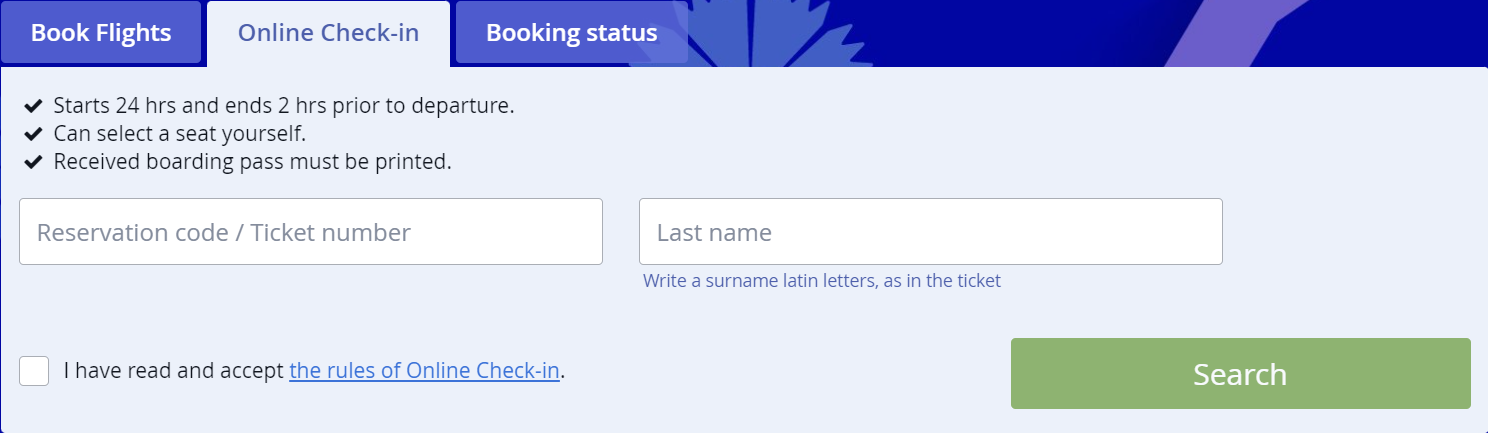 Book Flights Online Check-in Booking status
Starts 24 hrs and ends 2 hrs prior to departure.
Can select a seat yourself.
Received boarding pass must be printed.
Reservation code / Ticket number Last name
Write a surname latin letters, as in the ticket
I have read and accept the rules of Online Check-in. Search